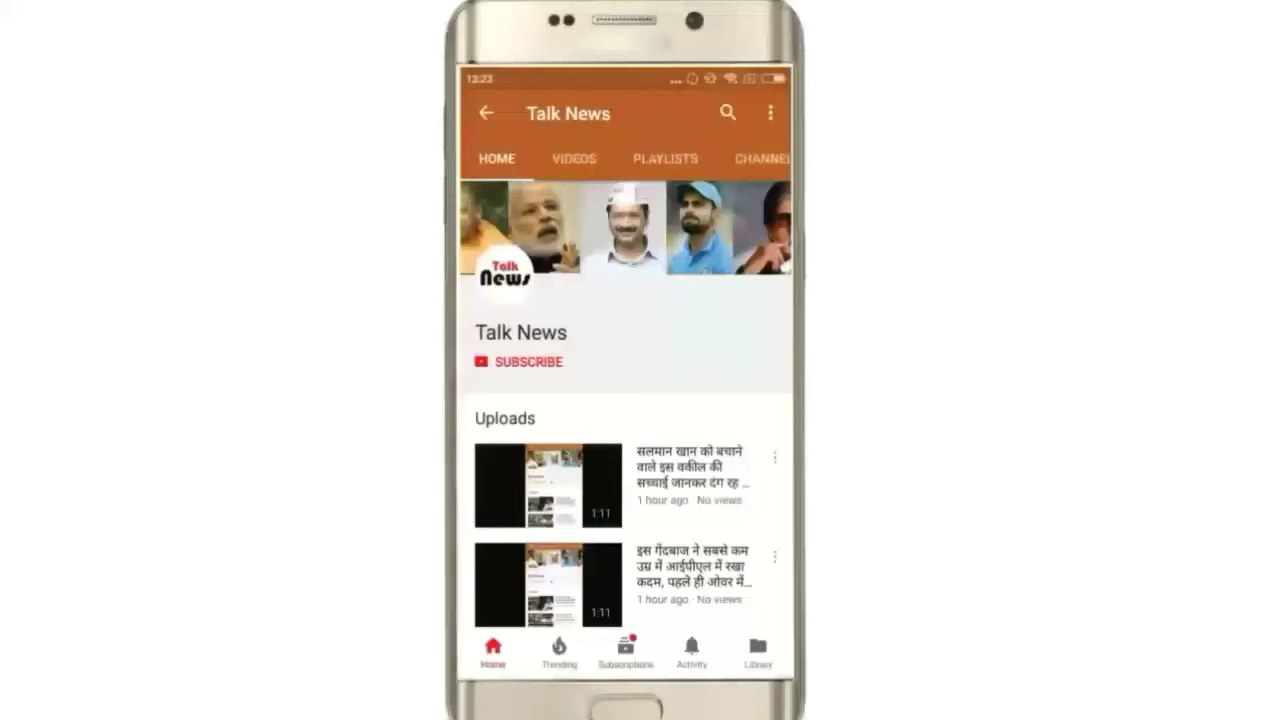 12:23
Talk News
HOME VIDEOS PLAYLISTS CHANNEL
Talk
News
Talk News
SUBSCRIBE
Uploads
सलमान खान को बचाने
वाले इस वकील की
सच्चाई जानकर दंग रह ...
1 hour ago · No views
1:11
इस गेंदबाज ने सबसे कम
उम्र में आईपीएल में रखा
कदम, पहले ही ओवर में...
1 hour ago · No views
1:11
Home Trending Subscriptions Activity Library